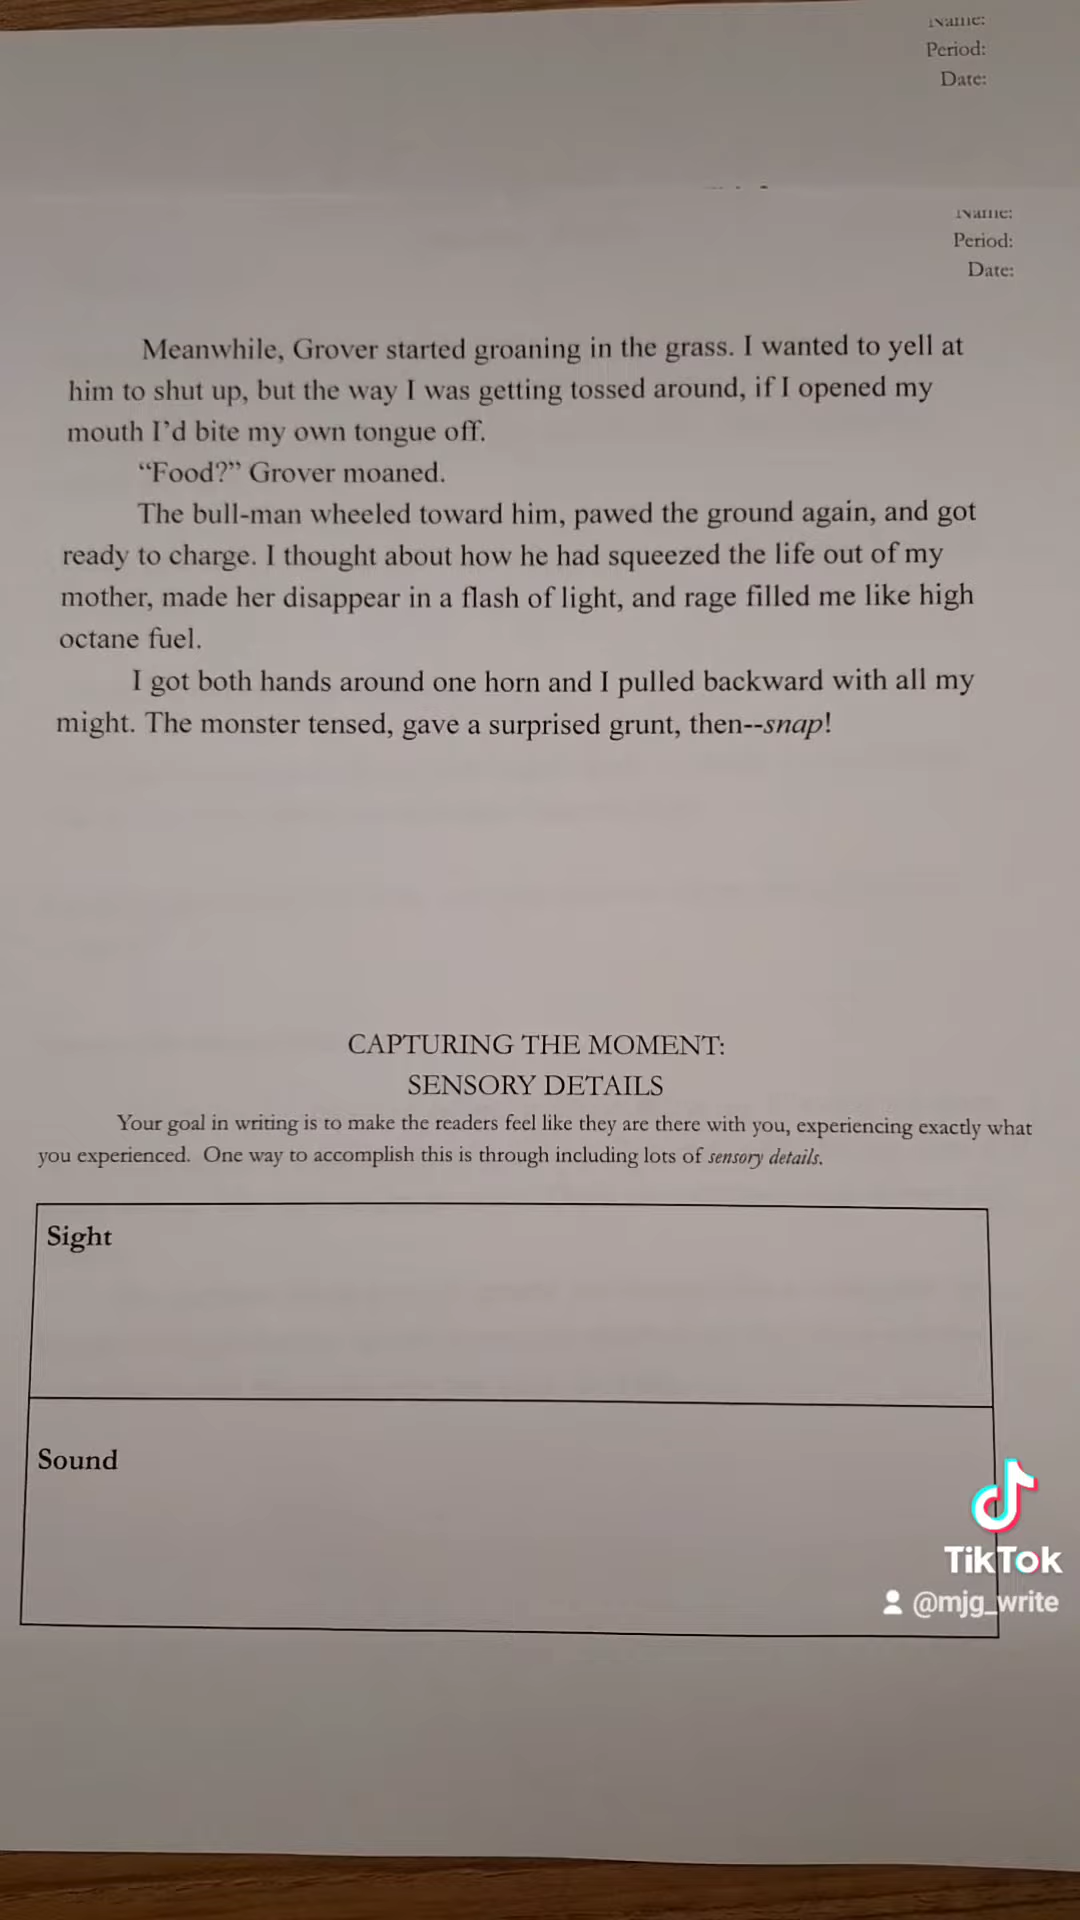 Name:
Period:
Date:
Name:
Period:
Date:
Meanwhile, Grover started groaning in the grass. I wanted to yell at
him to shut up, but the way I was getting tossed around, if I opened my
mouth I’d bite my own tongue off.
“Food?” Grover moaned.
The bull-man wheeled toward him, pawed the ground again, and got
ready to charge. I thought about how he had squeezed the life out of my
mother, made her disappear in a flash of light, and rage filled me like high
octane fuel.
I got both hands around one horn and I pulled backward with all my
might. The monster tensed, gave a surprised grunt, then--snap!
CAPTURING THE MOMENT:
SENSORY DETAILS
Your goal in writing is to make the readers feel like they are there with you, experiencing exactly what
you experienced. One way to accomplish this is through including lots of sensory details.
Sight
Sound
TikTok
@mjg_write